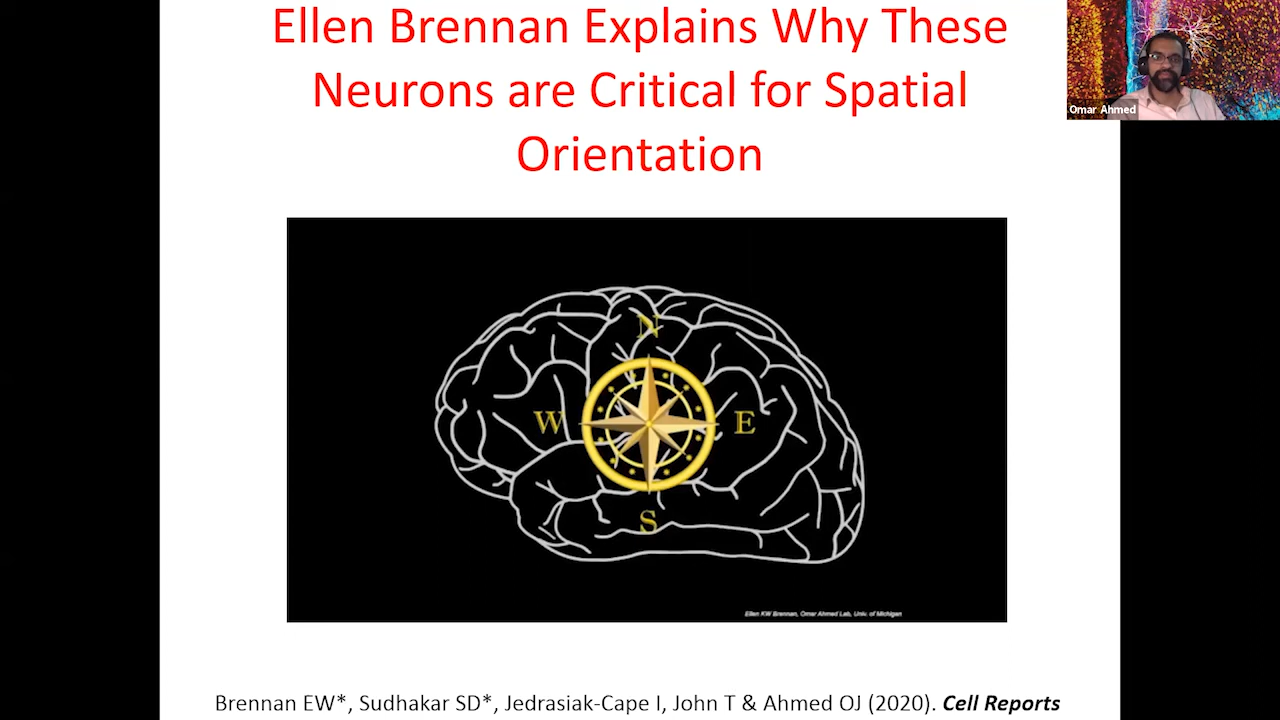 Ellen Brennan Explains Why These
Neurons are Critical for Spatial
Orientation
Omar Ahmed
N
W
E
S
Ellen KW Brennan, Omar Ahmed Lab, Univ. of Michigan
Brennan EW*, Sudhakar SD*, Jedrasiak-Cape I, John T & Ahmed OJ (2020). Cell Reports